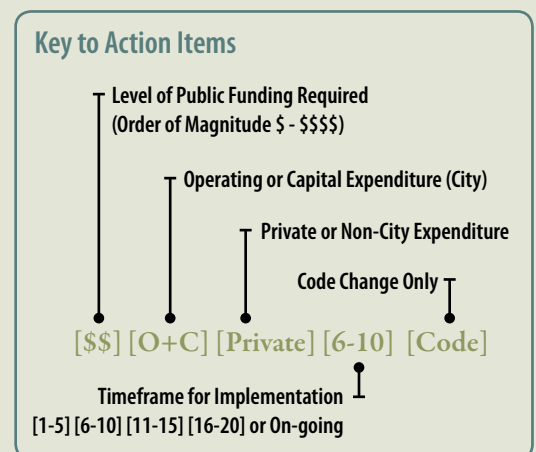 Key to Action Items
Level of Public Funding Required
(Order of Magnitude $ - $$$$)
Operating or Capital Expenditure (City)
Private or Non-City Expenditure
Code Change Only
[$$] [O+C] [Private] [6-10] [Code]
Timeframe for Implementation
[1-5] [6-10] [11-15] [16-20] or On-going